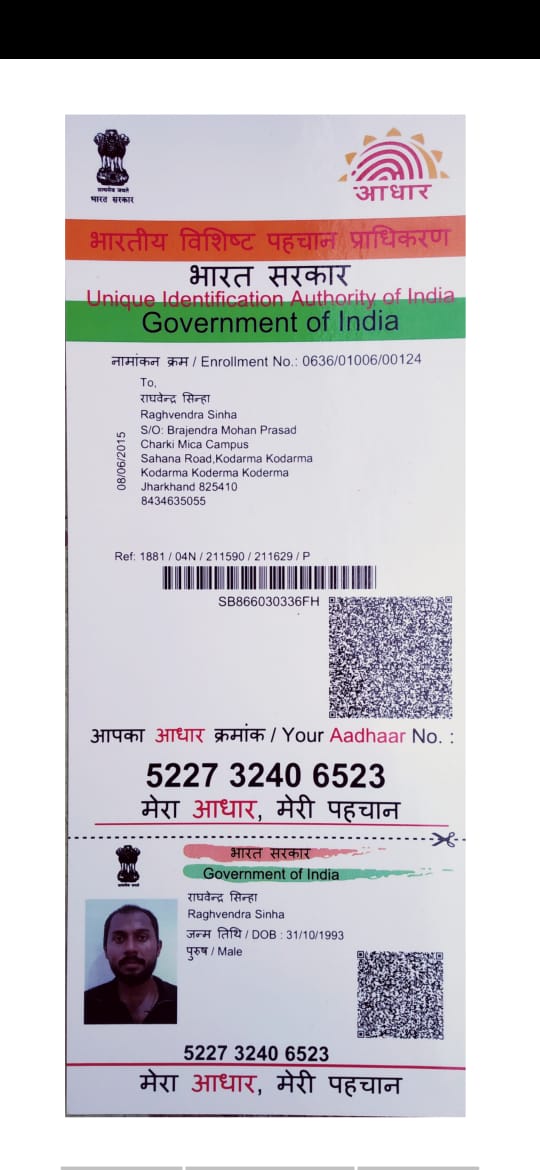 सत्यमेव जयते
भारत सरकार
आधार
भारतीय विशिष्ट पहचान प्राधिकरण
भारत सरकार
Unique Identification Authority of India
Government of India
नामांकन क्रम / Enrollment No.: 0636/01006/00124
To,
राघवेन्द्र सिन्हा
Raghvendra Sinha
S/O: Brajendra Mohan Prasad
Charki Mica Campus
Sahana Road,Kodarma Kodarma
Kodarma Koderma Koderma
Jharkhand 825410
8434635055
08/06/2015
Ref: 1881 / 04N / 211590 / 211629 / P
SB866030336FH
आपका आधार क्रमांक / Your Aadhaar No. :
5227 3240 6523
मेरा आधार, मेरी पहचान
भारत सरकार
Government of India
राघवेन्द्र सिन्हा
Raghvendra Sinha
जन्म तिथि / DOB : 31/10/1993
पुरुष / Male
5227 3240 6523
मेरा आधार, मेरी पहचान